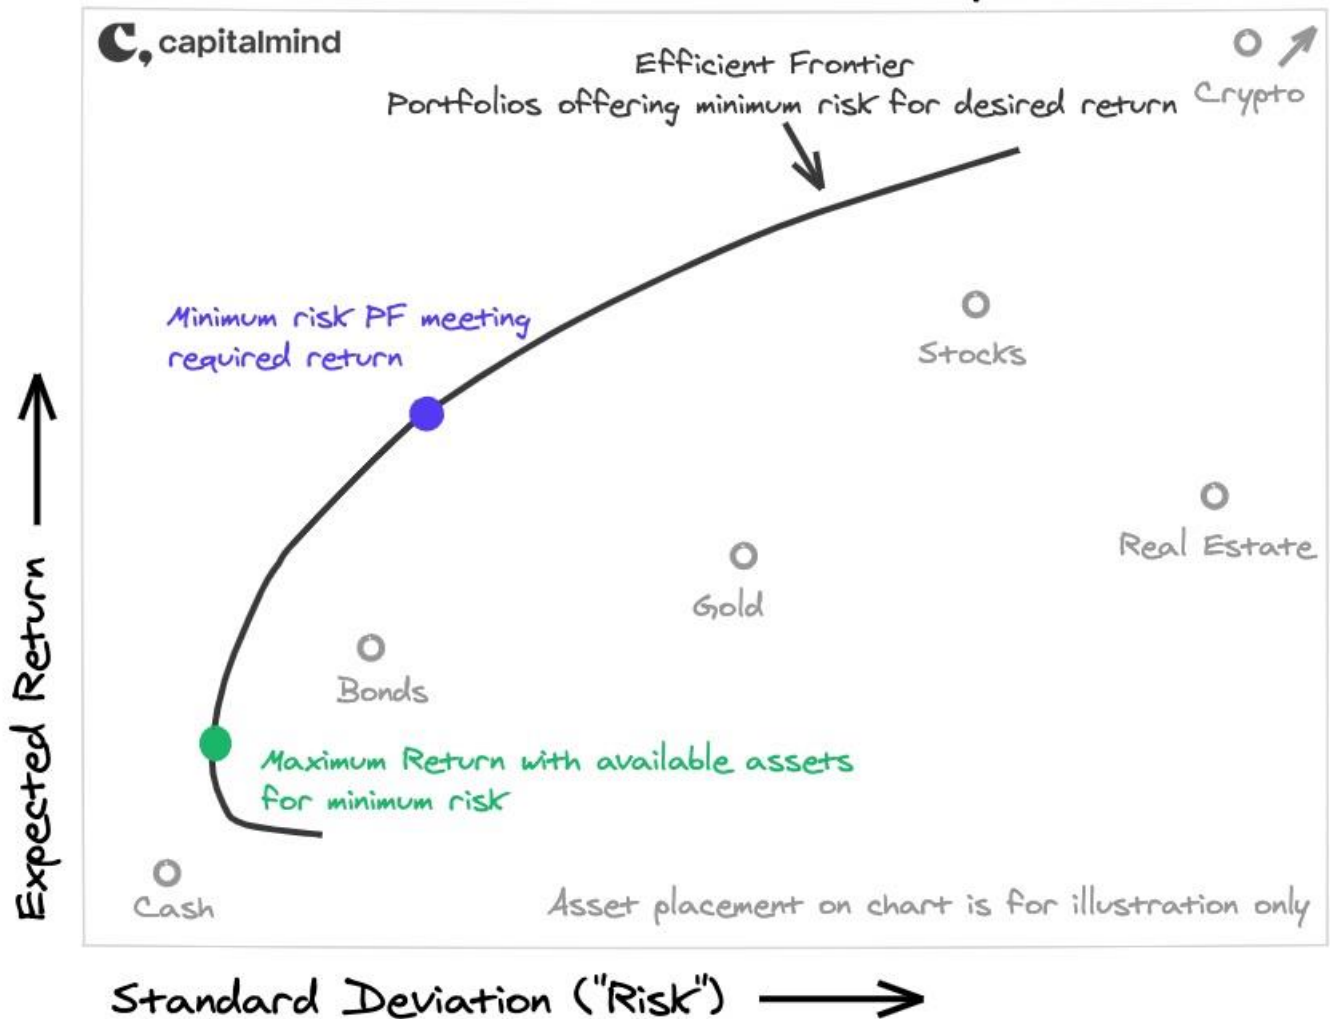 capitalmind
Efficient Frontier
Portfolios offering minimum risk for desired return
Crypto
Minimum risk PF meeting
required return
Stocks
Real Estate
Gold
Bonds
Maximum Return with available assets
for minimum risk
Cash
Asset placement on chart is for illustration only
Expected Return
Standard Deviation ("Risk")